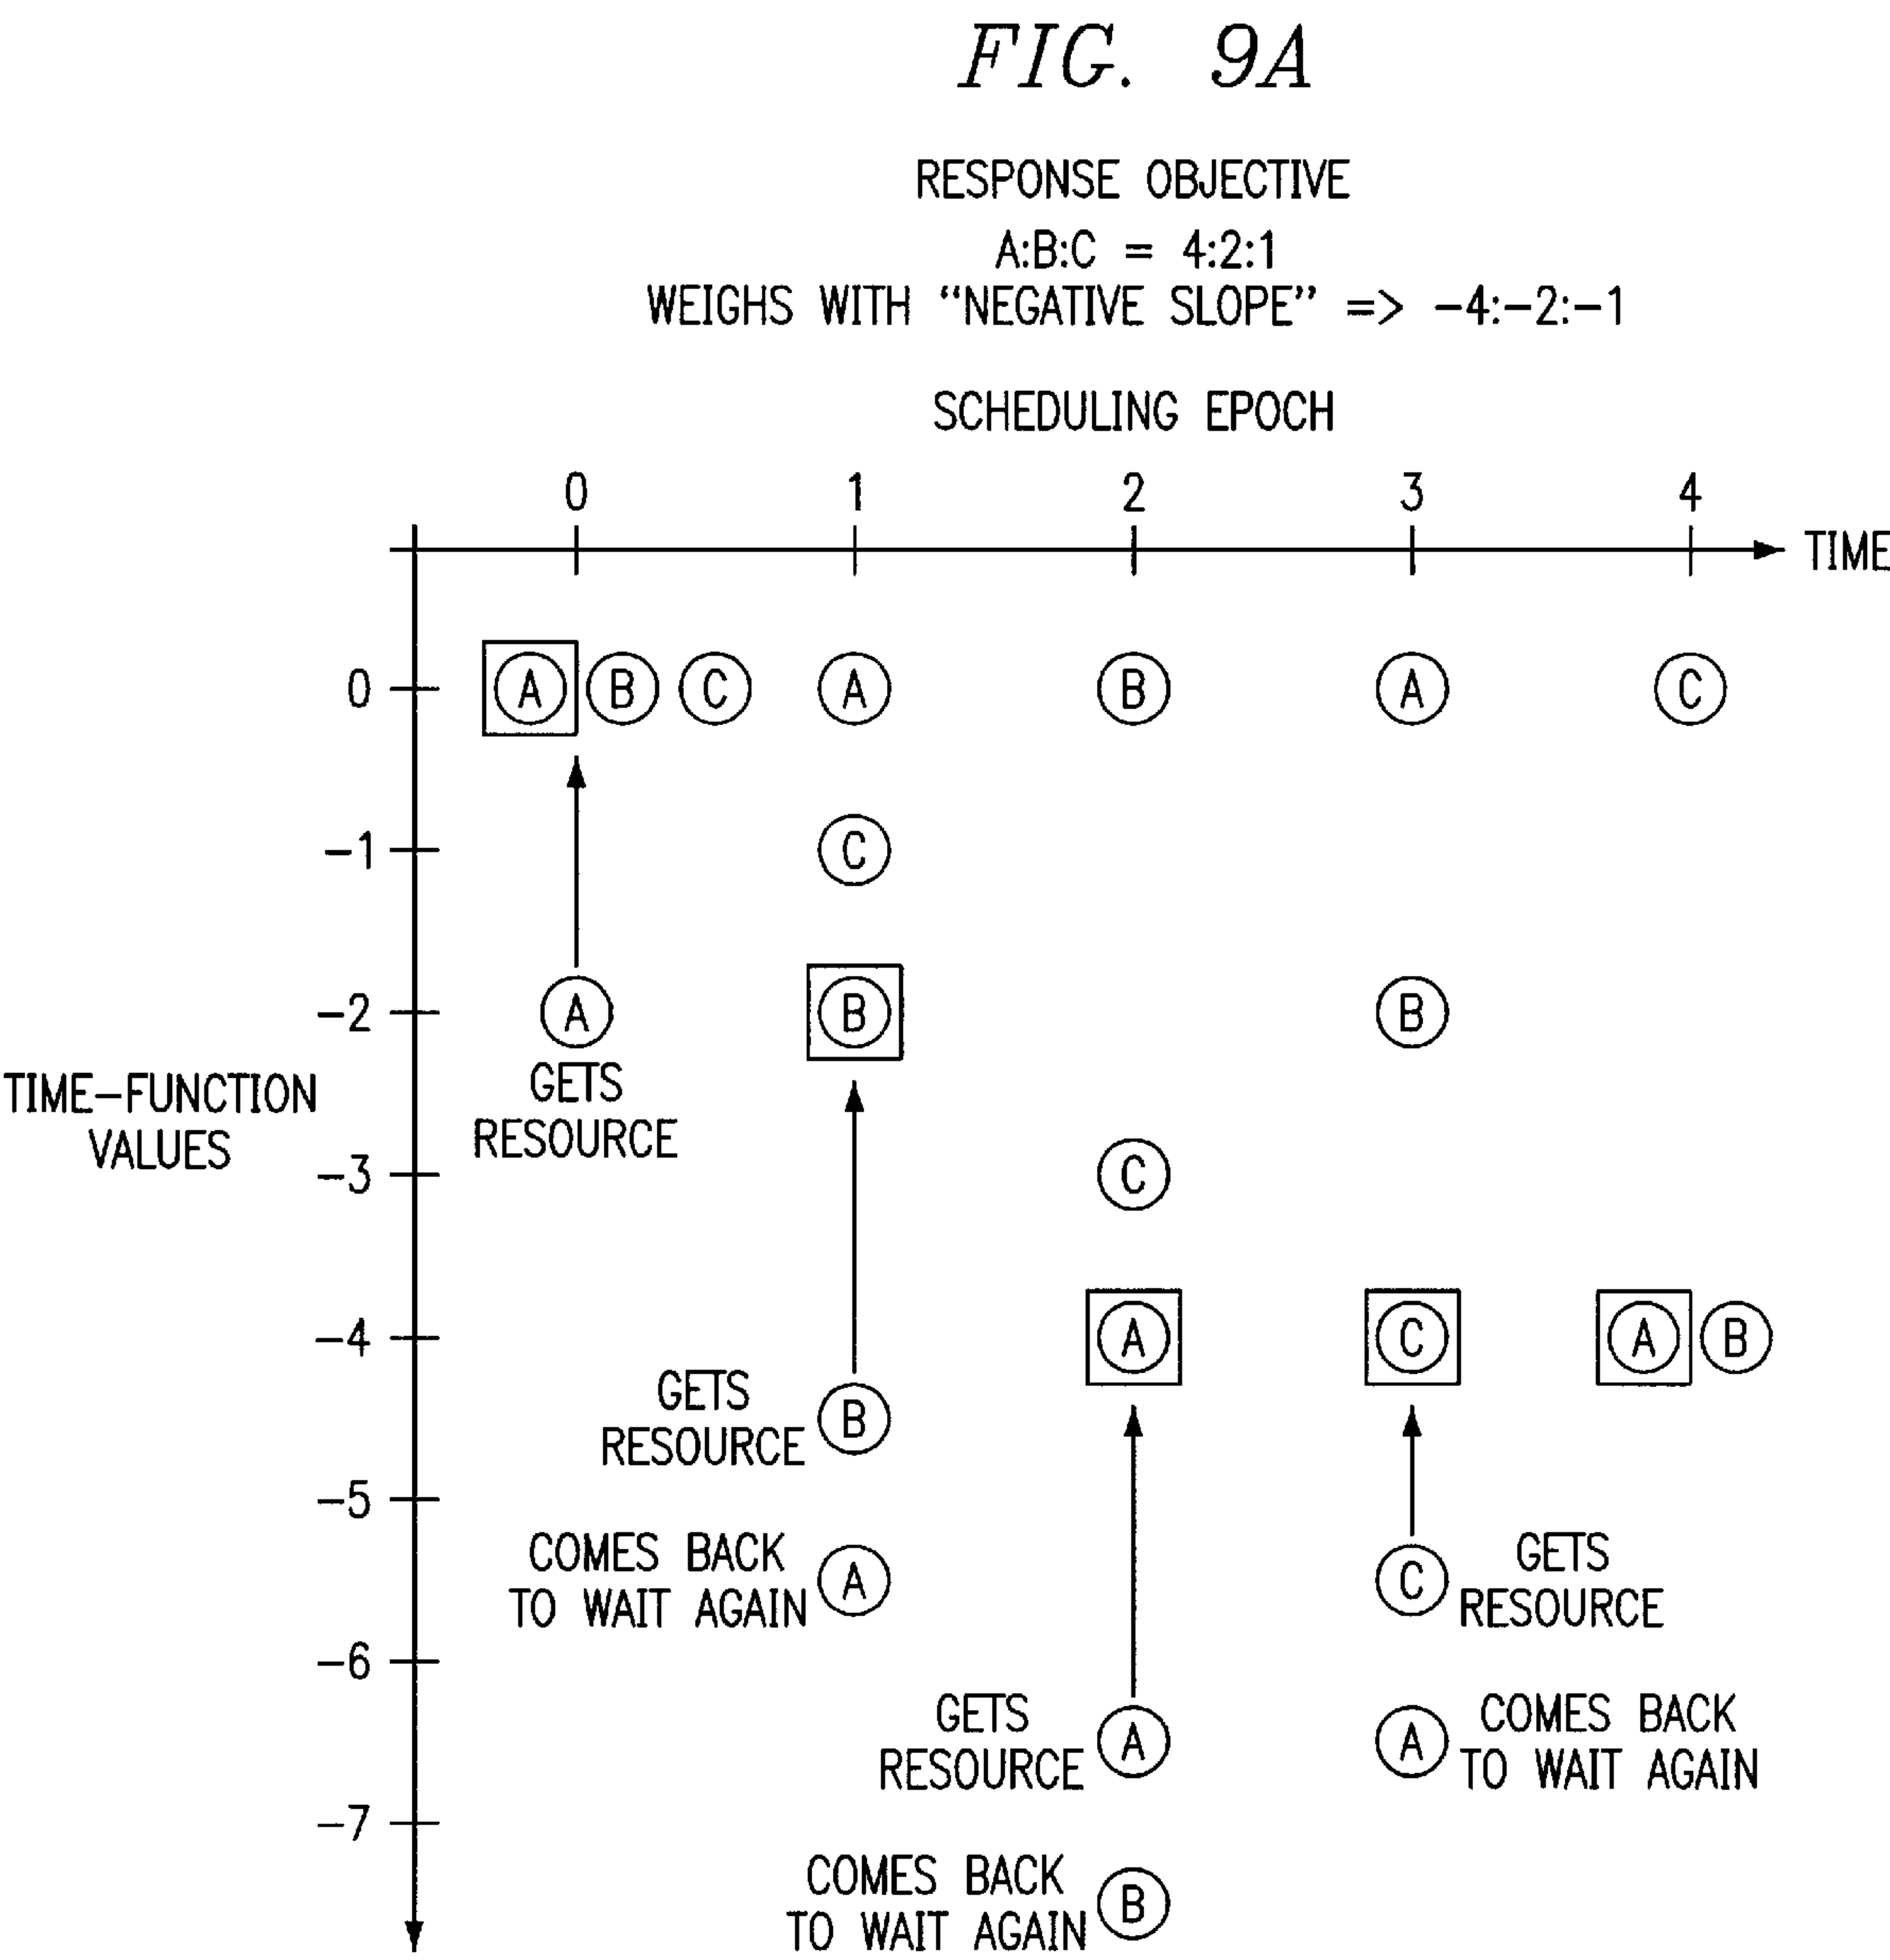 FIG. 9A
RESPONSE OBJECTIVE
A:B:C = 4:2:1
WEIGHS WITH “NEGATIVE SLOPE” => −4:−2:−1
SCHEDULING EPOCH
0 1 2 3 4
TIME
0 A B C A B A C
−1 C
−2 A B B
GETS
RESOURCE
TIME−FUNCTION
VALUES
−3 C
−4 A C A B
GETS
RESOURCE B
−5
COMES BACK
TO WAIT AGAIN A
C GETS
RESOURCE
−6
GETS
RESOURCE A
A COMES BACK
TO WAIT AGAIN
−7
COMES BACK
TO WAIT AGAIN B